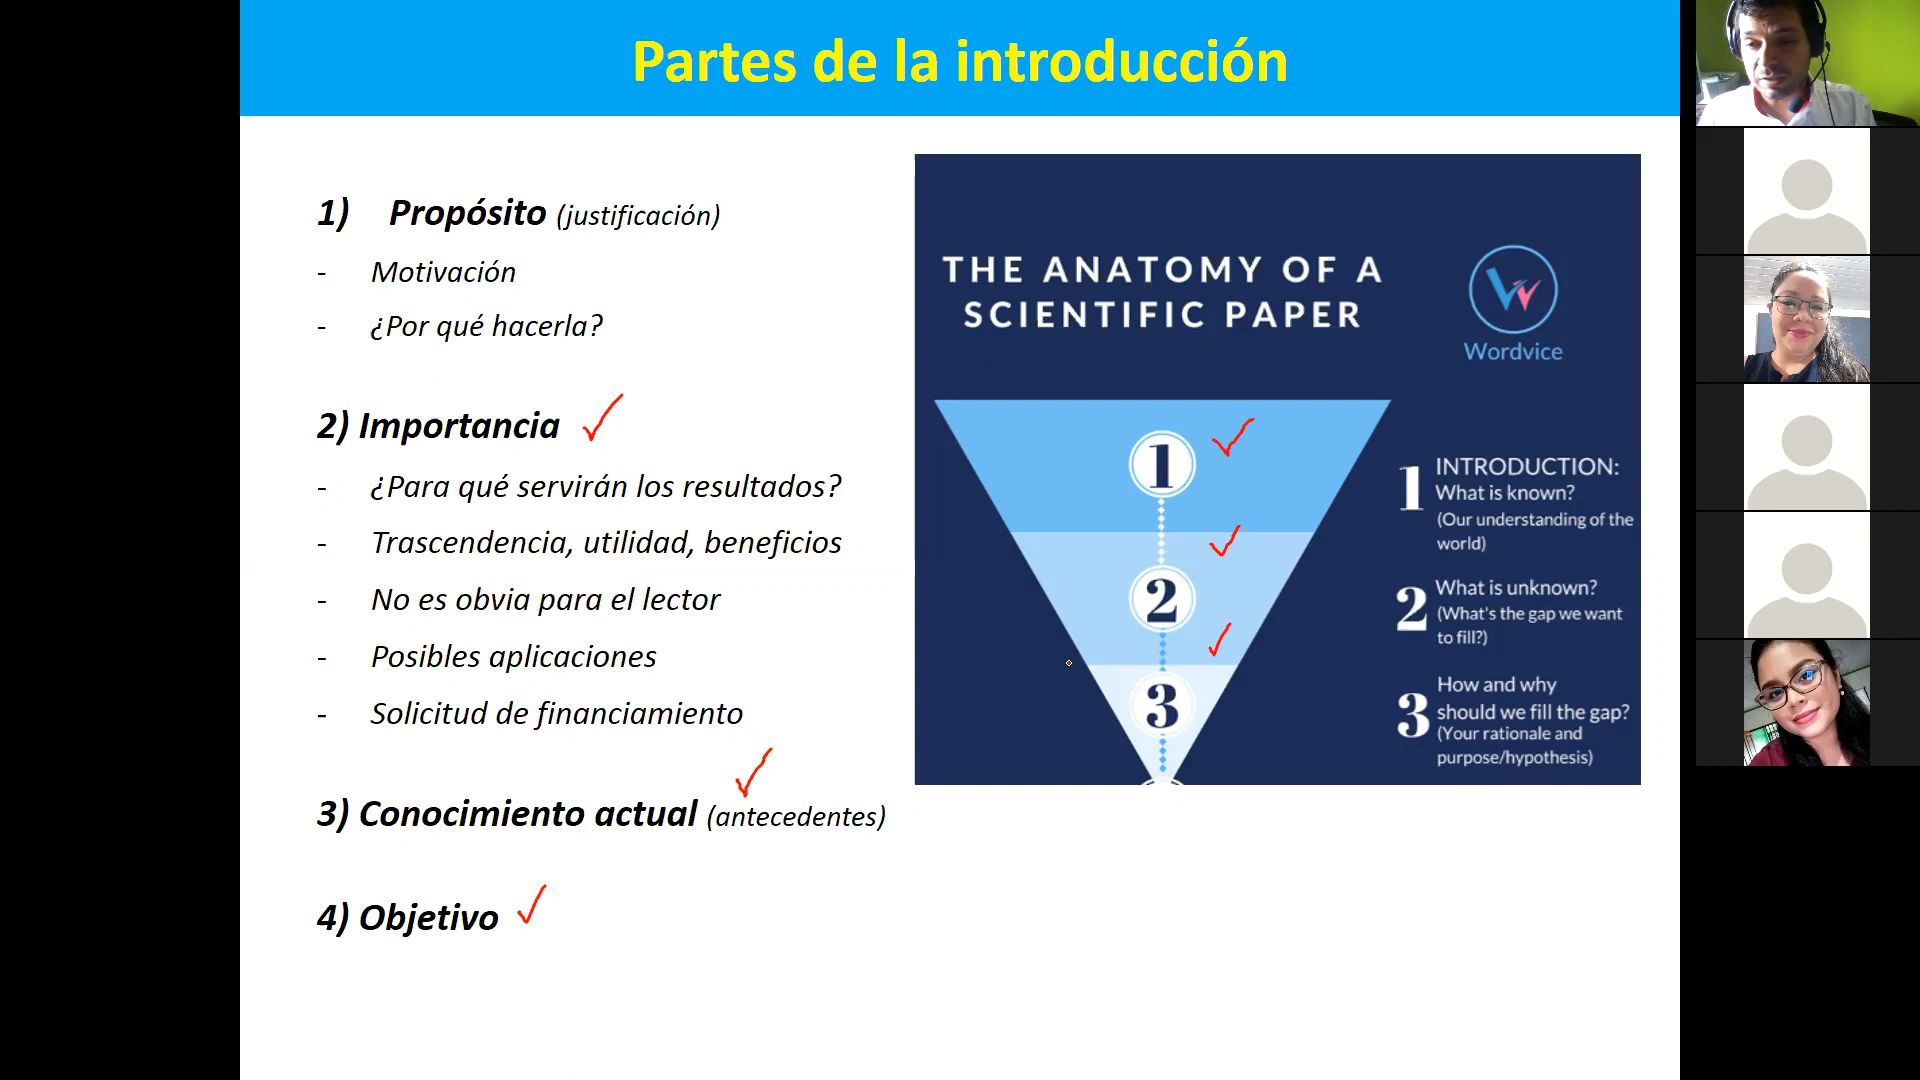 Partes de la introducción
1) Propósito (justificación)
- Motivación
- ¿Por qué hacerla?
2) Importancia
- ¿Para qué servirán los resultados?
- Trascendencia, utilidad, beneficios
- No es obvia para el lector
- Posibles aplicaciones
- Solicitud de financiamiento
3) Conocimiento actual (antecedentes)
4) Objetivo
THE ANATOMY OF A
SCIENTIFIC PAPER
Wordvice
1
2
3
1 INTRODUCTION:
What is known?
(Our understanding of the
world)
2 What is unknown?
(What's the gap we want
to fill?)
3 How and why
should we fill the gap?
(Your rationale and
purpose/hypothesis)